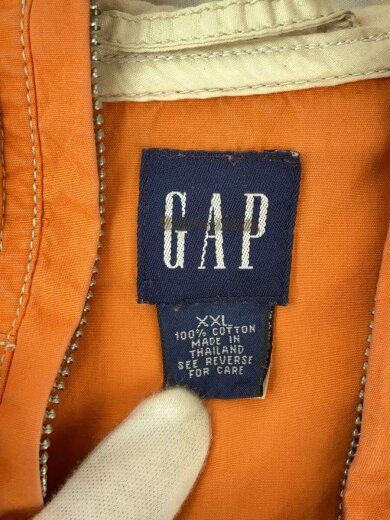 GAP
XXL
100% COTTON
MADE IN
THAILAND
SEE REVERSE
FOR CARE